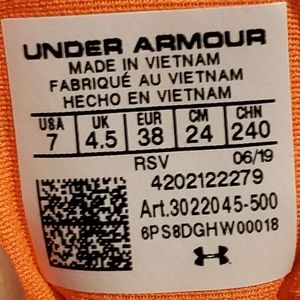 UNDER ARMOUR
MADE IN VIETNAM
FABRIQUÉ AU VIETNAM
HECHO EN VIETNAM
USA UK EUR CM CHN
7 4.5 38 24 240
RSV 06/19
4202122279
Art.3022045-500
6PS8DGHW00018